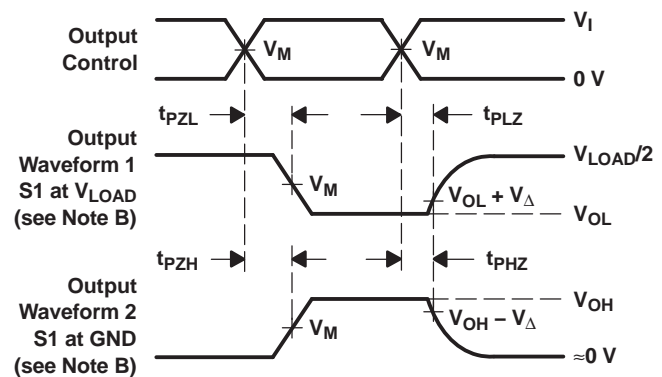 Output
Control
V_M
V_M
V_I
0 V
t_PZL
t_PLZ
Output
Waveform 1
S1 at V_LOAD
(see Note B)
V_M
V_LOAD/2
V_OL + V_Δ
V_OL
t_PZH
t_PHZ
Output
Waveform 2
S1 at GND
(see Note B)
V_M
V_OH
V_OH – V_Δ
≈0 V